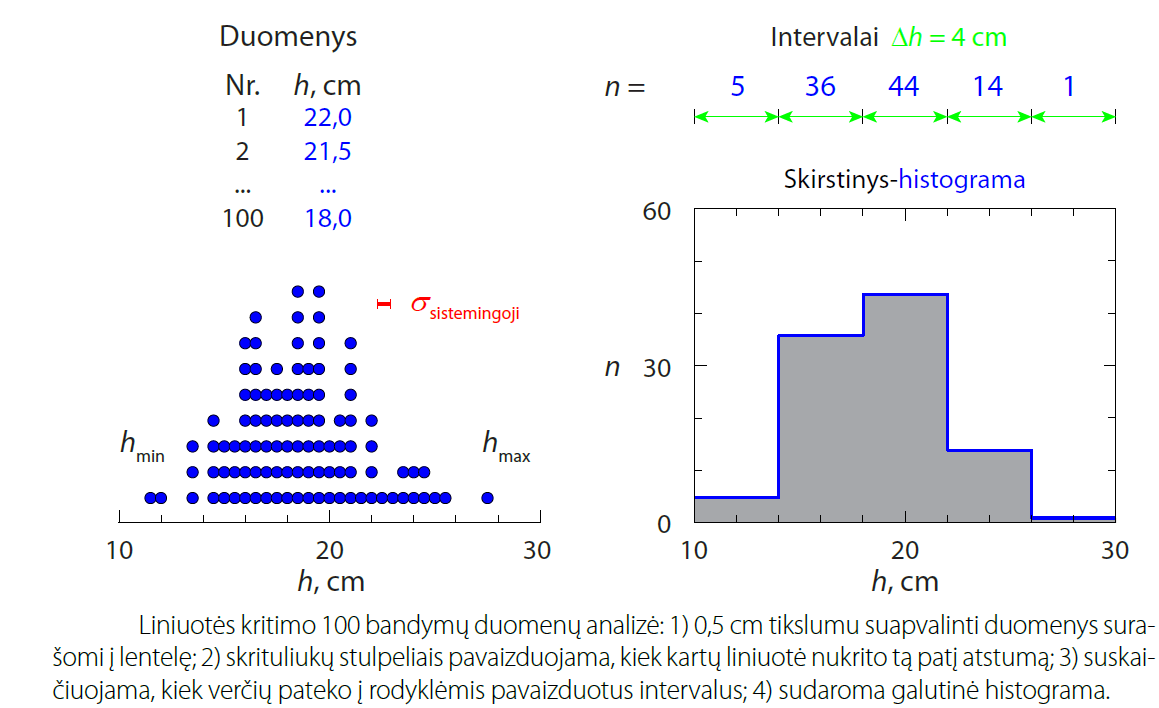 Duomenys
Nr. h, cm
1 22,0
2 21,5
... ...
100 18,0
σ sistemingoji
h min
h max
10 20 30
h, cm
Intervalai Δh = 4 cm
n = 5 36 44 14 1
Skirstinys-histograma
60
n 30
0
10 20 30
h, cm
Liniuotės kritimo 100 bandymų duomenų analizė: 1) 0,5 cm tikslumu suapvalinti duomenys sura-
šomi į lentelę; 2) skrituliukų stulpeliais pavaizduojama, kiek kartų liniuotė nukrito tą patį atstumą; 3) suskai-
čiuojama, kiek verčių pateko į rodyklėmis pavaizduotus intervalus; 4) sudaroma galutinė histograma.